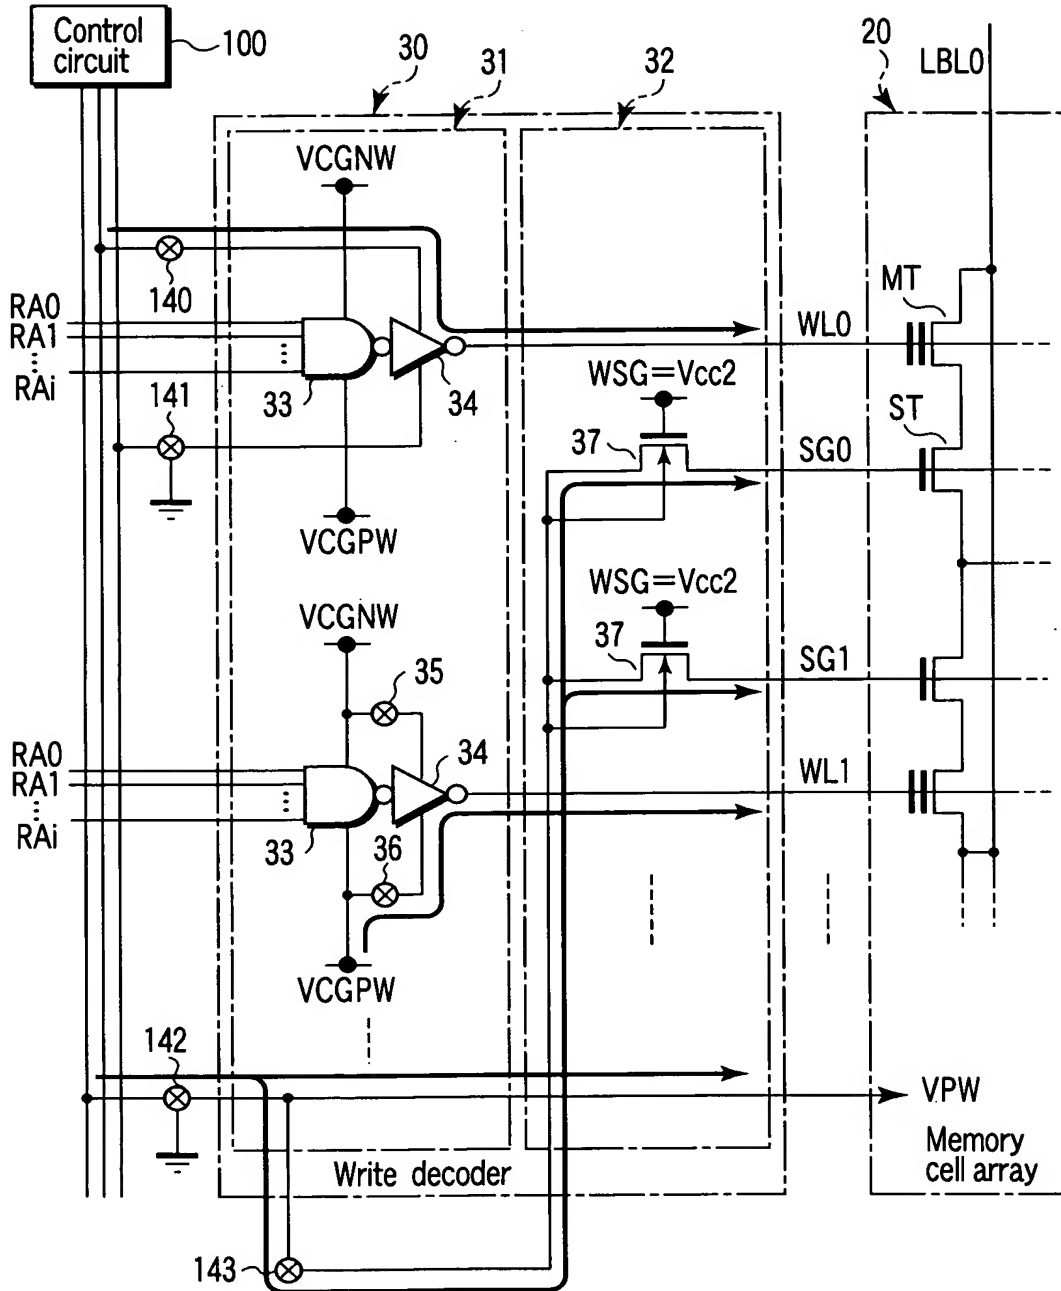 Control
circuit
100
30
31
32
20
LBL0
VCGNW
140
RA0
RA1
RAi
33
34
141
VCGPW
WL0
MT
WSG=Vcc2
37
SG0
ST
VCGNW
35
WSG=Vcc2
37
SG1
RA0
RA1
RAi
33
34
36
WL1
VCGPW
142
VPW
Write decoder
Memory
cell array
143